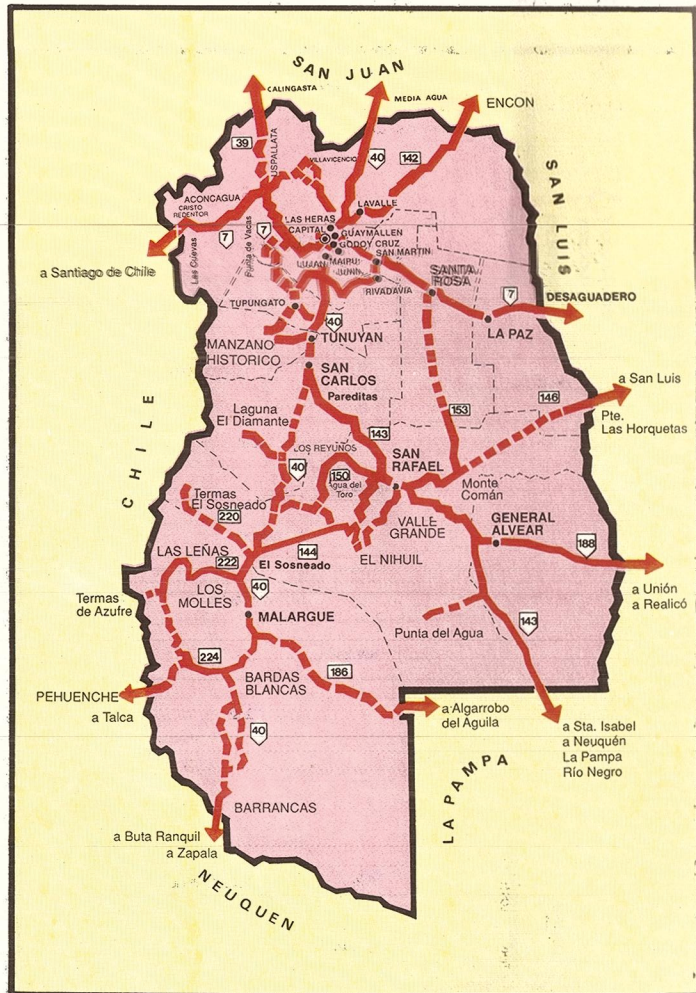 SAN JUAN
CALINGASTA
MEDIA AGUA
ENCON
39
USPALLATA
VILLAVICENCIO
40
142
SAN LUIS
ACONCAGUA
CRISTO
REDENTOR
LAVALLE
LAS HERAS
CAPITAL
GUAYMALLEN
GODOY CRUZ
7
7
Punta de Vacas
Las Cuevas
LUJAN
MAIPU
JUNIN
SAN MARTIN
a Santiago de Chile
SANTA
ROSA
RIVADAVIA
7
DESAGUADERO
TUPUNGATO
40
LA PAZ
TUNUYAN
MANZANO
HISTORICO
SAN
CARLOS
Pareditas
a San Luis
146
CHILE
Laguna
El Diamante
153
Pte.
Las Horquetas
143
LOS REYUNOS
SAN
RAFAEL
40
150
Agua del
Toro
Monte
Comán
Termas
El Sosneado
220
VALLE
GRANDE
GENERAL
ALVEAR
LAS LEÑAS
222
144
El Sosneado
EL NIHUIL
188
Termas
de Azufre
LOS
MOLLES
40
a Unión
a Realicó
MALARGUE
143
Punta del Agua
224
BARDAS
BLANCAS
186
PEHUENCHE
a Talca
a Algarrobo
del Aguila
40
a Sta. Isabel
a Neuquén
La Pampa
Río Negro
LA PAMPA
BARRANCAS
a Buta Ranquil
a Zapala
NEUQUEN